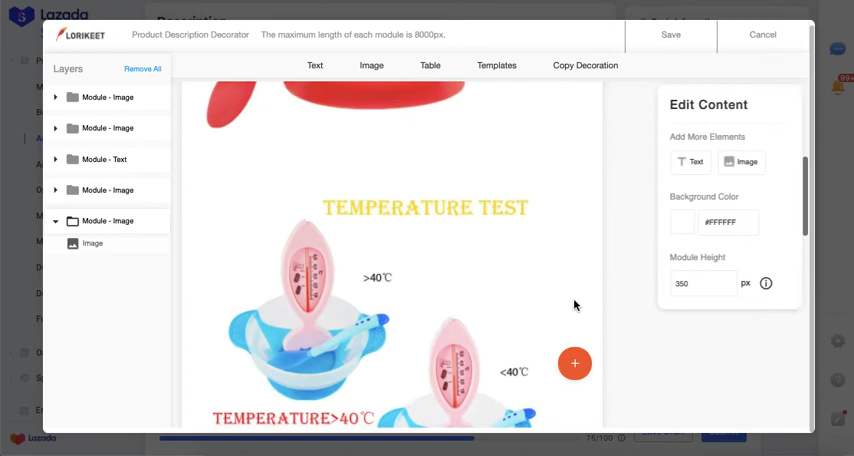 Lazada
Description
LORIKEET
Product Description Decorator
The maximum length of each module is 8000px.
Save
Cancel
Layers
Remove All
Text
Image
Table
Templates
Copy Decoration
Module - Image
Module - Image
Module - Text
Module - Image
Module - Image
Image
TEMPERATURE TEST
>40℃
<40℃
TEMPERATURE>40℃
+
Edit Content
Add More Elements
Text
Image
Background Color
#FFFFFF
Module Height
350
px
99+
Lazada
75/100